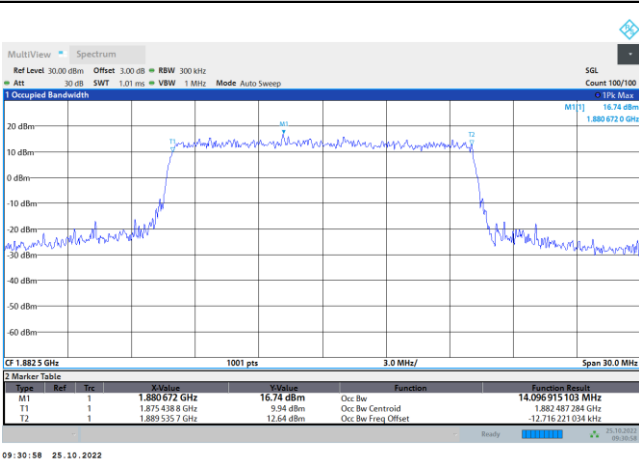 MultiView Spectrum
Ref Level 30.00 dBm Offset 3.00 dB RBW 300 kHz SGL
Att 30 dB SWT 1.01 ms VBW 1 MHz Mode Auto Sweep Count 100/100
1 Occupied Bandwidth 1Pk Max
M1[1] 16.74 dBm
1.880 672 0 GHz
M1
T1
T2
20 dBm
10 dBm
0 dBm
-10 dBm
-20 dBm
-30 dBm
-40 dBm
-50 dBm
-60 dBm
CF 1.882 5 GHz 1001 pts 3.0 MHz/ Span 30.0 MHz
2 Marker Table
Type Ref Trc X-Value Y-Value Function Function Result
M1 1 1.880 672 GHz 16.74 dBm Occ Bw 14.096 915 103 MHz
T1 1 1.875 438 8 GHz 9.94 dBm Occ Bw Centroid 1.882 487 284 GHz
T2 1 1.889 535 7 GHz 12.64 dBm Occ Bw Freq Offset -12.716 221 034 kHz
Ready 25.10.2022
09:30:58
09:30:58 25.10.2022